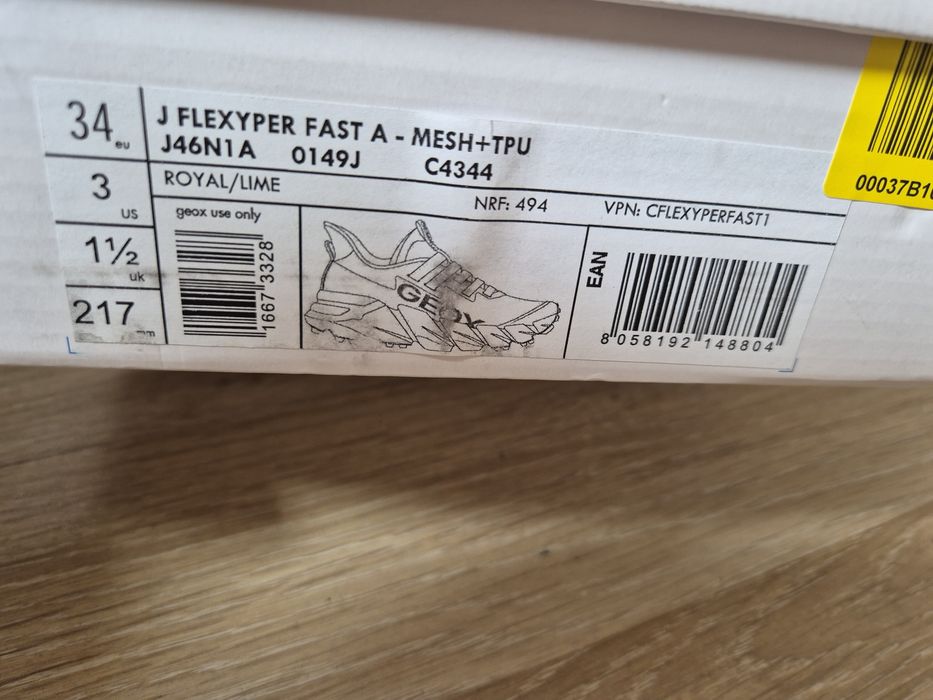 34 eu
3 US
1½ uk
217 mm
J FLEXYPER FAST A - MESH+TPU
J46N1A 0149J C4344
ROYAL/LIME
NRF: 494 VPN: CFLEXYPERFAST1
geox use only
1667 3328
GEOX
EAN
8 058192 148804